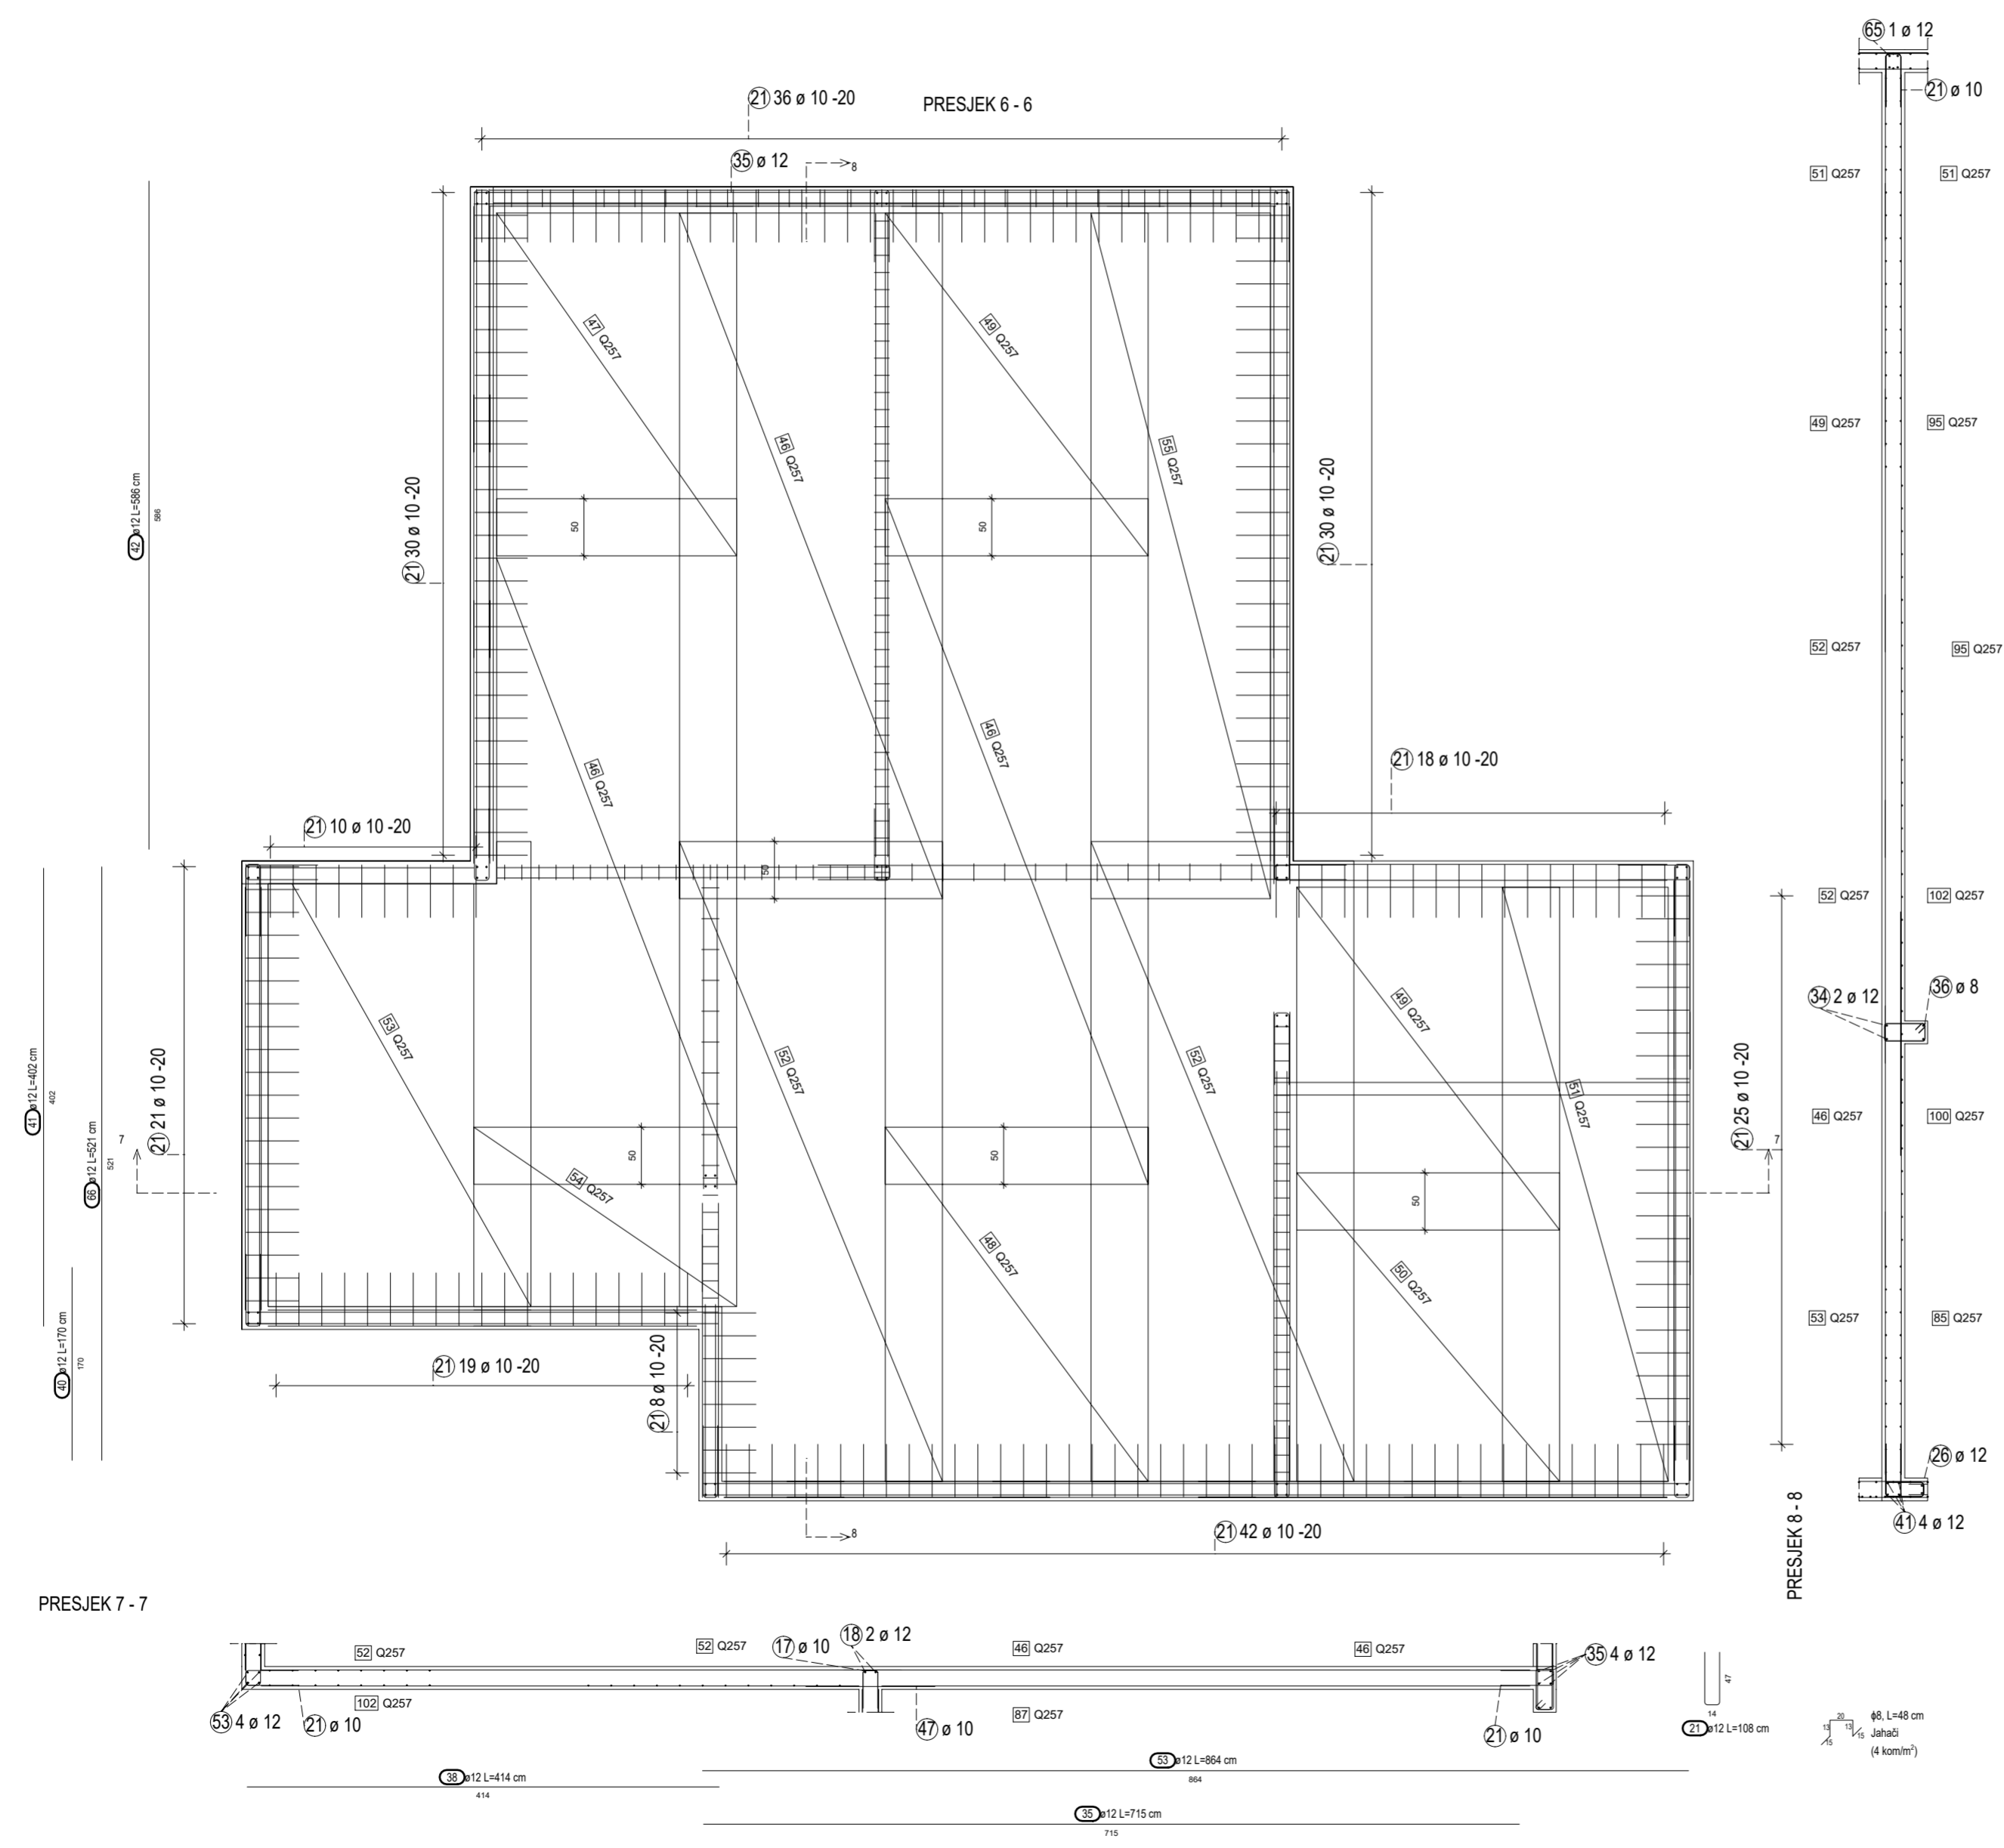 65 1 ø 12
21 ø 10
21 36 ø 10 -20
PRESJEK 6 - 6
35 ø 12
8
51 Q257
51 Q257
47 Q257
49 Q257
46 Q257
55 Q257
49 Q257
95 Q257
42 ø12 L=586 cm
586
21 30 ø 10 -20
21 30 ø 10 -20
50
50
52 Q257
95 Q257
46 Q257
46 Q257
21 18 ø 10 -20
21 10 ø 10 -20
50
52 Q257
102 Q257
34 2 ø 12
36 ø 8
53 Q257
49 Q257
52 Q257
52 Q257
51 Q257
41 ø12 L=402 cm
402
21 21 ø 10 -20
21 25 ø 10 -20
46 Q257
100 Q257
66 ø12 L=521 cm
521
7
7
50
50
54 Q257
50
48 Q257
50 Q257
53 Q257
85 Q257
40 ø12 L=170 cm
170
21 19 ø 10 -20
21 8 ø 10 -20
26 ø 12
41 4 ø 12
8
21 42 ø 10 -20
PRESJEK 8 - 8
PRESJEK 7 - 7
52 Q257
52 Q257
17 ø 10
18 2 ø 12
46 Q257
46 Q257
35 4 ø 12
102 Q257
53 4 ø 12
21 ø 10
87 Q257
47 ø 10
21 ø 10
47
14
21 ø12 L=108 cm
20
13
13
15
15
ϕ8, L=48 cm
Jahači
(4 kom/m²)
53 ø12 L=864 cm
864
38 ø12 L=414 cm
414
35 ø12 L=715 cm
715